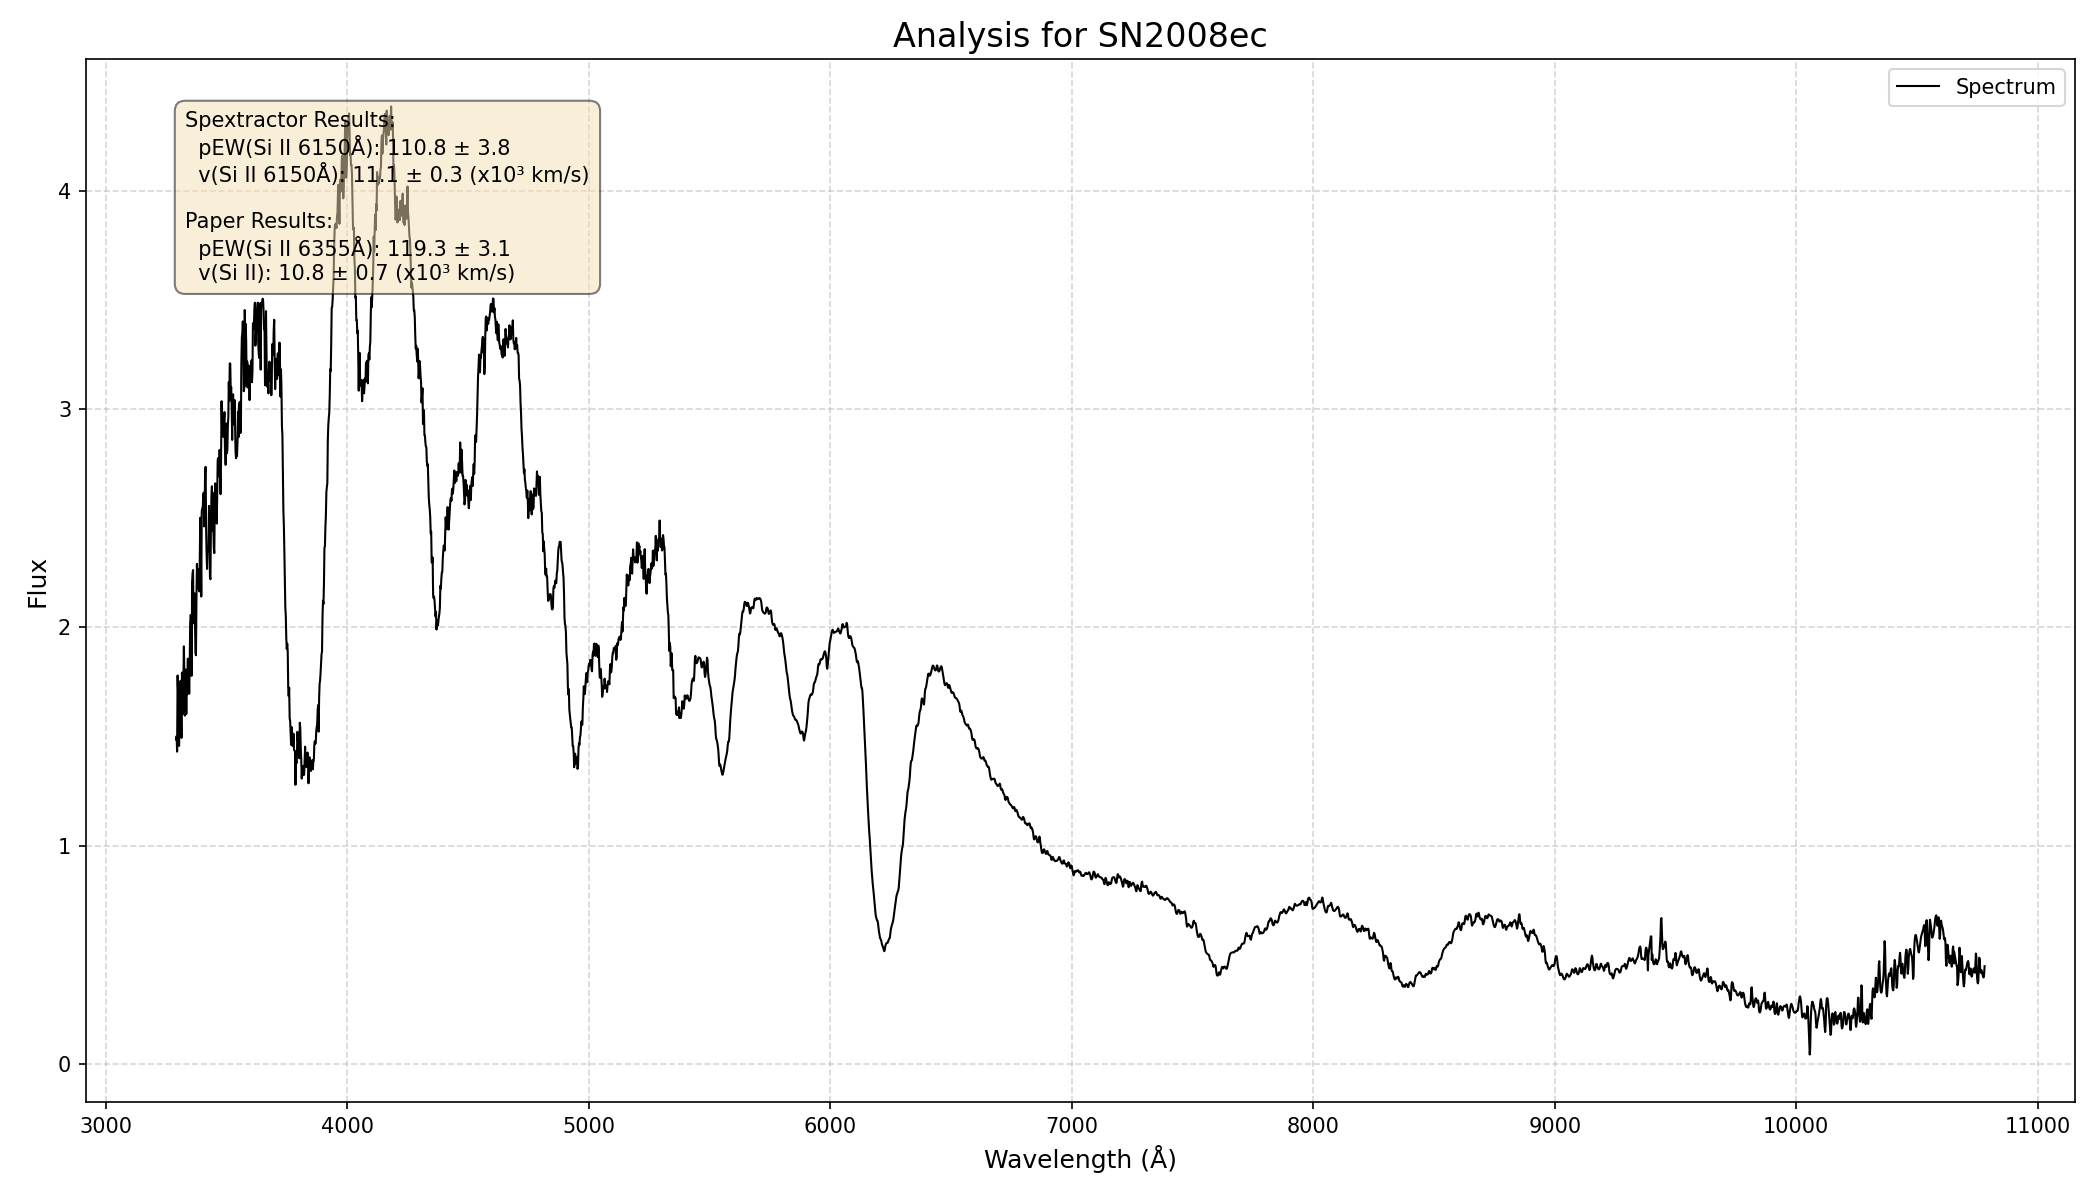 Analysis for SN2008ec
Spectrum
Spextractor Results:
pEW(Si II 6150Å): 110.8 ± 3.8
v(Si II 6150Å): 11.1 ± 0.3 (x10³ km/s)
Paper Results:
pEW(Si II 6355Å): 119.3 ± 3.1
v(Si II): 10.8 ± 0.7 (x10³ km/s)
4
3
2
1
0
Flux
3000 4000 5000 6000 7000 8000 9000 10000 11000
Wavelength (Å)